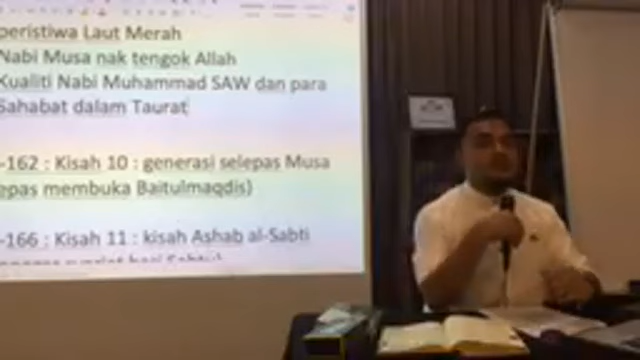 peristiwa Laut Merah
Nabi Musa nak tengok Allah
Kualiti Nabi Muhammad SAW dan para
Sahabat dalam Taurat
-162 : Kisah 10 : generasi selepas Musa
epas membuka Baitulmaqdis)
-166 : Kisah 11 : kisah Ashab al-Sabti